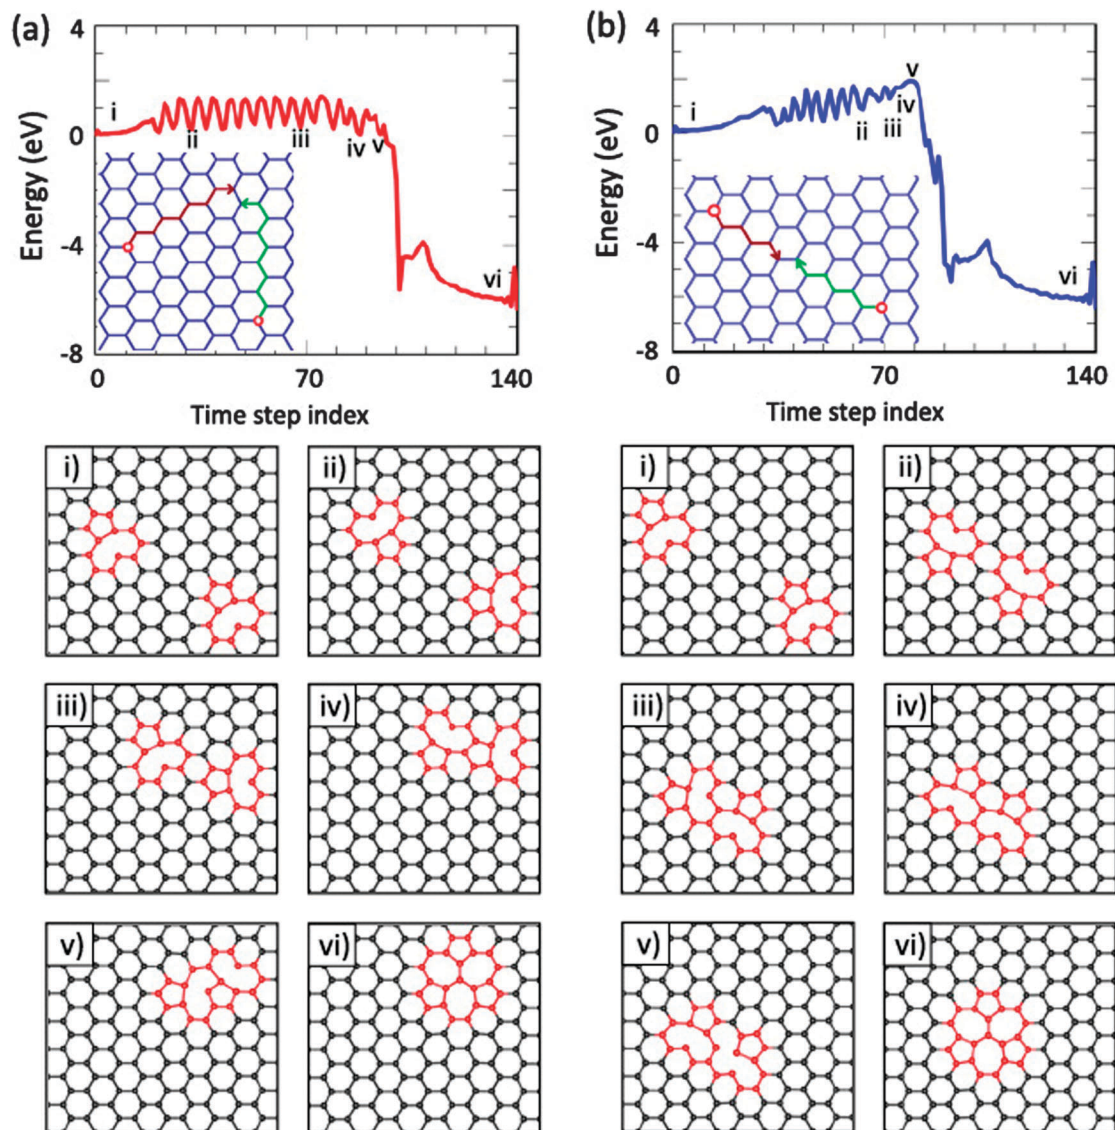 (a)
Energy (eV)
4
0
-4
-8
i
ii
iii
iv
v
vi
0
70
140
Time step index
(b)
Energy (eV)
4
0
-4
-8
i
ii
iii
iv
v
vi
0
70
140
Time step index
i)
ii)
i)
ii)
iii)
iv)
iii)
iv)
v)
vi)
v)
vi)